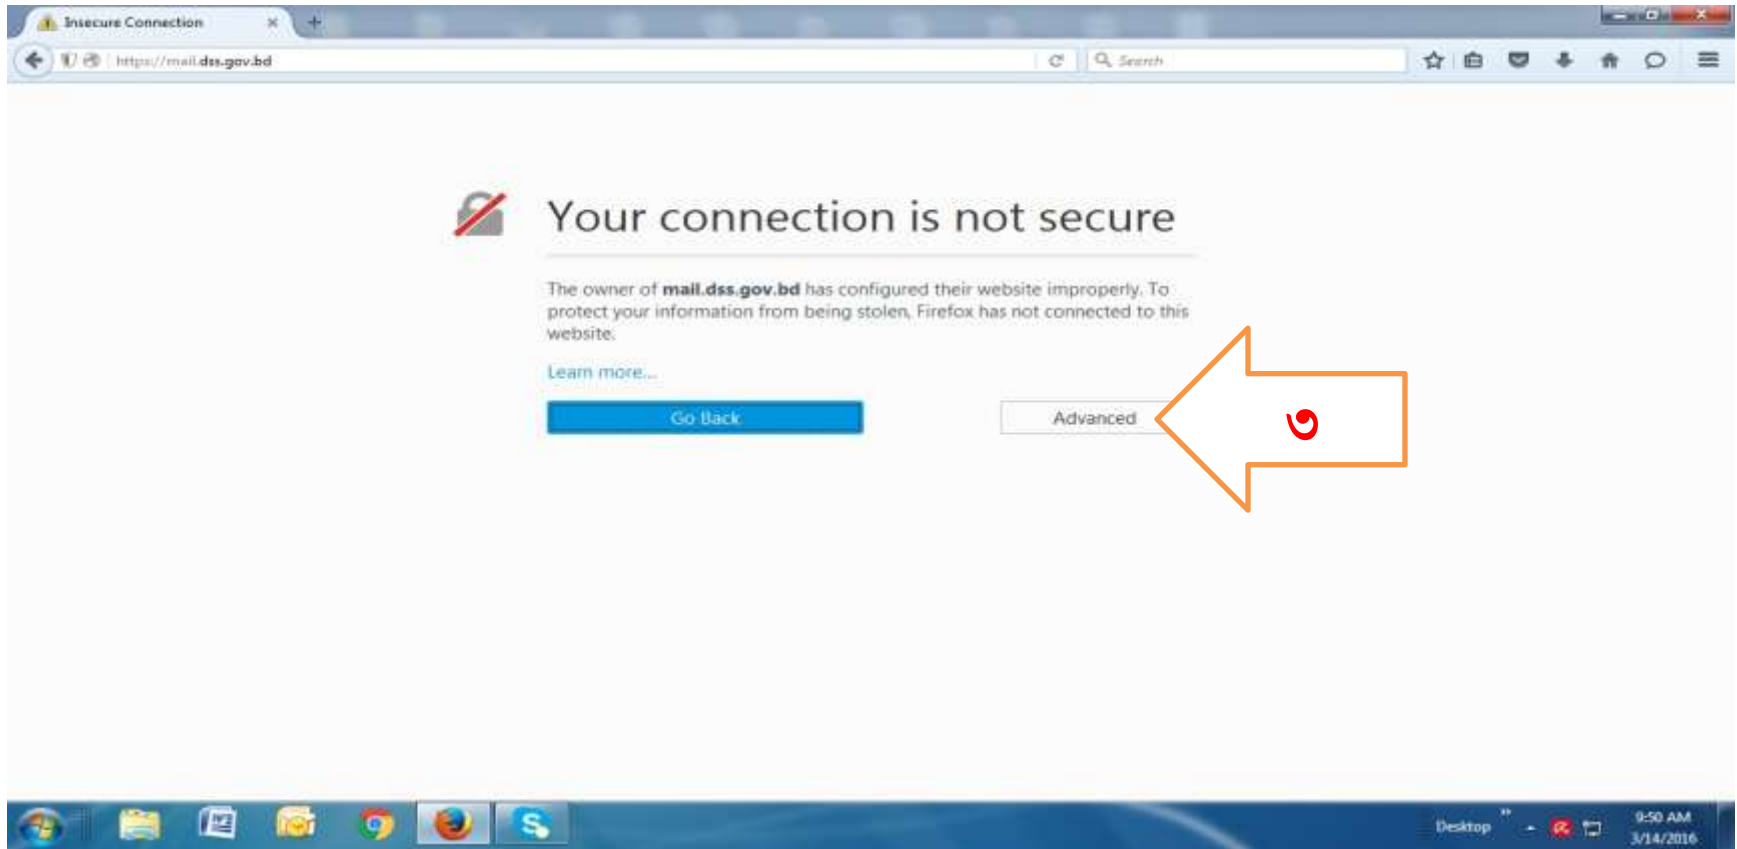 Insecure Connection
https://mail.dss.gov.bd
Search
Your connection is not secure
The owner of mail.dss.gov.bd has configured their website improperly. To
protect your information from being stolen, Firefox has not connected to this
website.
Learn more...
Go Back
Advanced
৩
Desktop
9:50 AM
3/14/2016